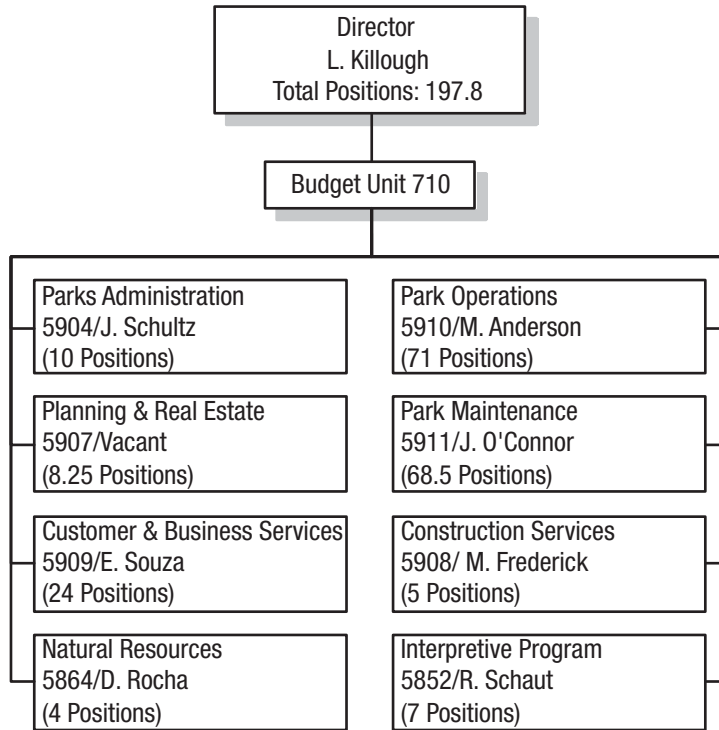 Director
L. Killough
Total Positions: 197.8
Budget Unit 710
Parks Administration
5904/J. Schultz
(10 Positions)
Planning & Real Estate
5907/Vacant
(8.25 Positions)
Customer & Business Services
5909/E. Souza
(24 Positions)
Natural Resources
5864/D. Rocha
(4 Positions)
Park Operations
5910/M. Anderson
(71 Positions)
Park Maintenance
5911/J. O'Connor
(68.5 Positions)
Construction Services
5908/ M. Frederick
(5 Positions)
Interpretive Program
5852/R. Schaut
(7 Positions)